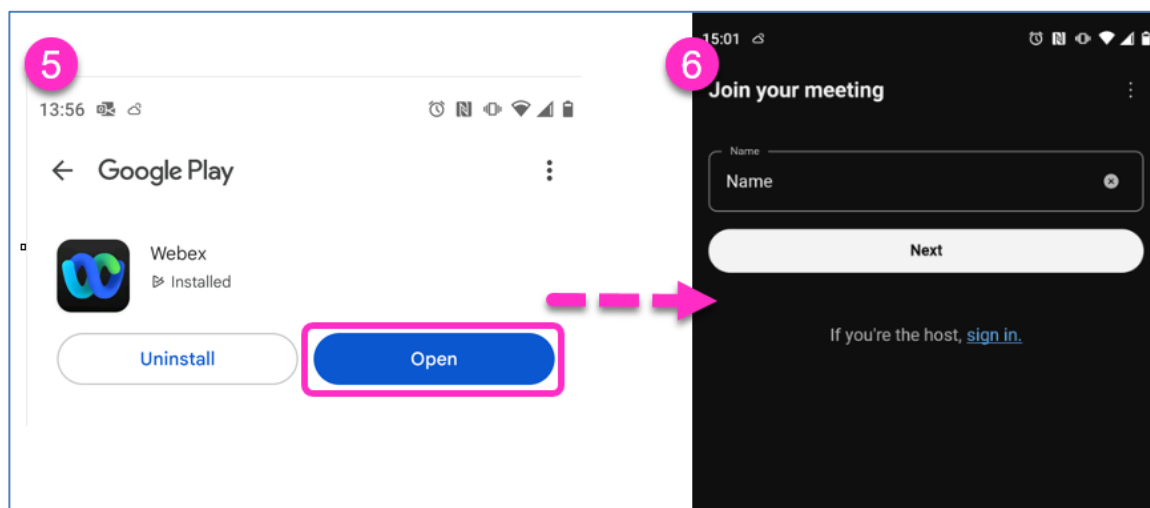 5
13:56
Google Play
Webex
Installed
Uninstall
Open
6
15:01
Join your meeting
Name
Name
Next
If you're the host, sign in.